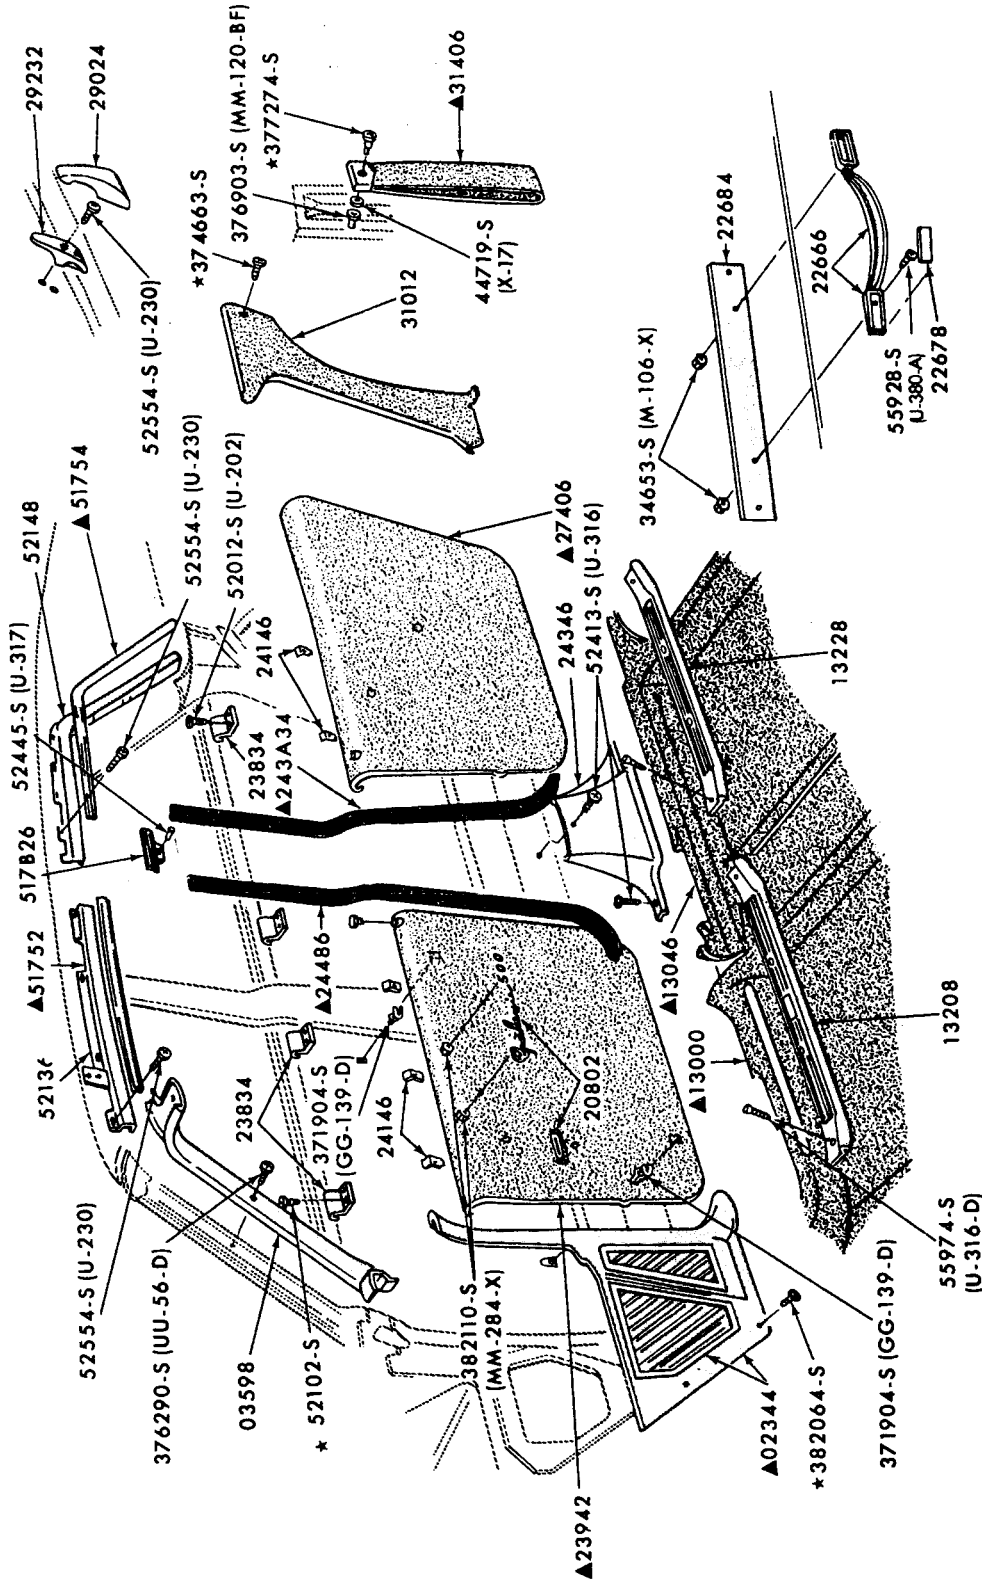 29232
29024
52554-S (U-230)
★374663-S
376903-S (MM-120-BF)
★377274-S
▲31406
44719-S
(X-17)
31012
22684
22666
34653-S (M-106-X)
55928-S
(U-380-A)
22678
52445-S (U-317)
52148
▲51754
52554-S (U-230)
52012-S (U-202)
517B26
24146
23834
▲243A34
▲27406
24346
52413-S (U-316)
13228
▲51752
▲24486
23834
371904-S
(GG-139-D)
24146
500
20802
▲13046
▲13000
13208
52554-S (U-230)
376290-S (UU-56-D)
03598
★ 52102-S
382110-S
(MM-284-X)
▲23942
▲02344
★382064-S
371904-S (GG-139-D)
55974-S
(U-316-D)